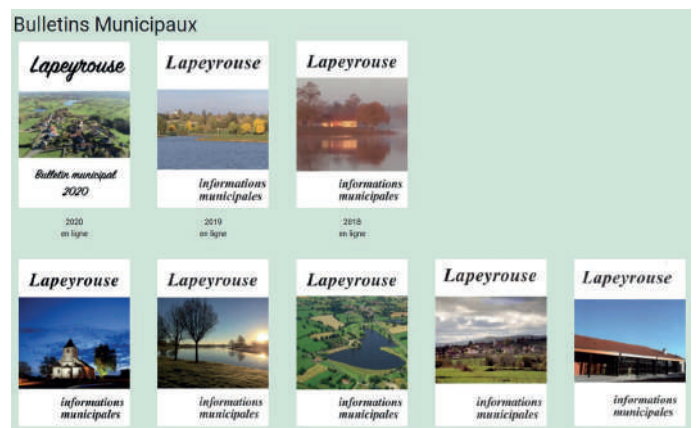 Bulletins Municipaux
Lapeyrouse
Bulletin municipal
2020
2020
en ligne
Lapeyrouse
informations
municipales
2019
en ligne
Lapeyrouse
informations
municipales
2018
en ligne
Lapeyrouse
informations
municipales
Lapeyrouse
informations
municipales
Lapeyrouse
informations
municipales
Lapeyrouse
informations
municipales
Lapeyrouse
informations
municipales